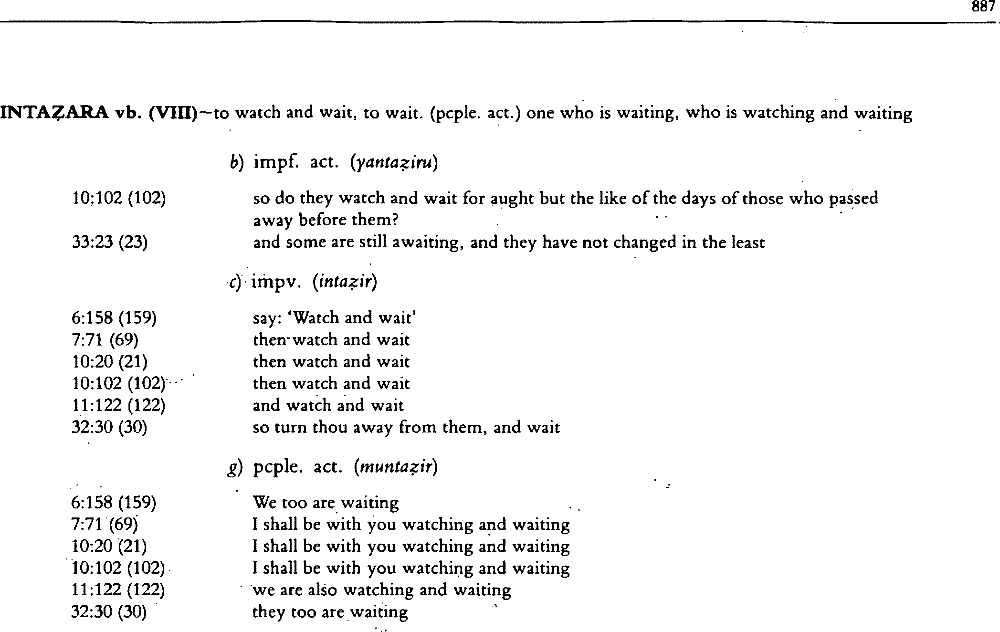 887
INTAẒARA vb. (VIII)—to watch and wait, to wait. (pcple. act.) one who is waiting, who is watching and waiting
b) impf. act. (yantaẓiru)
10:102 (102) so do they watch and wait for aught but the like of the days of those who passed
away before them?
33:23 (23) and some are still awaiting, and they have not changed in the least
c) impv. (intaẓir)
6:158 (159) say: 'Watch and wait'
7:71 (69) then watch and wait
10:20 (21) then watch and wait
10:102 (102) then watch and wait
11:122 (122) and watch and wait
32:30 (30) so turn thou away from them, and wait
g) pcple. act. (muntaẓir)
6:158 (159) We too are waiting
7:71 (69) I shall be with you watching and waiting
10:20 (21) I shall be with you watching and waiting
10:102 (102) I shall be with you watching and waiting
11:122 (122) we are also watching and waiting
32:30 (30) they too are waiting